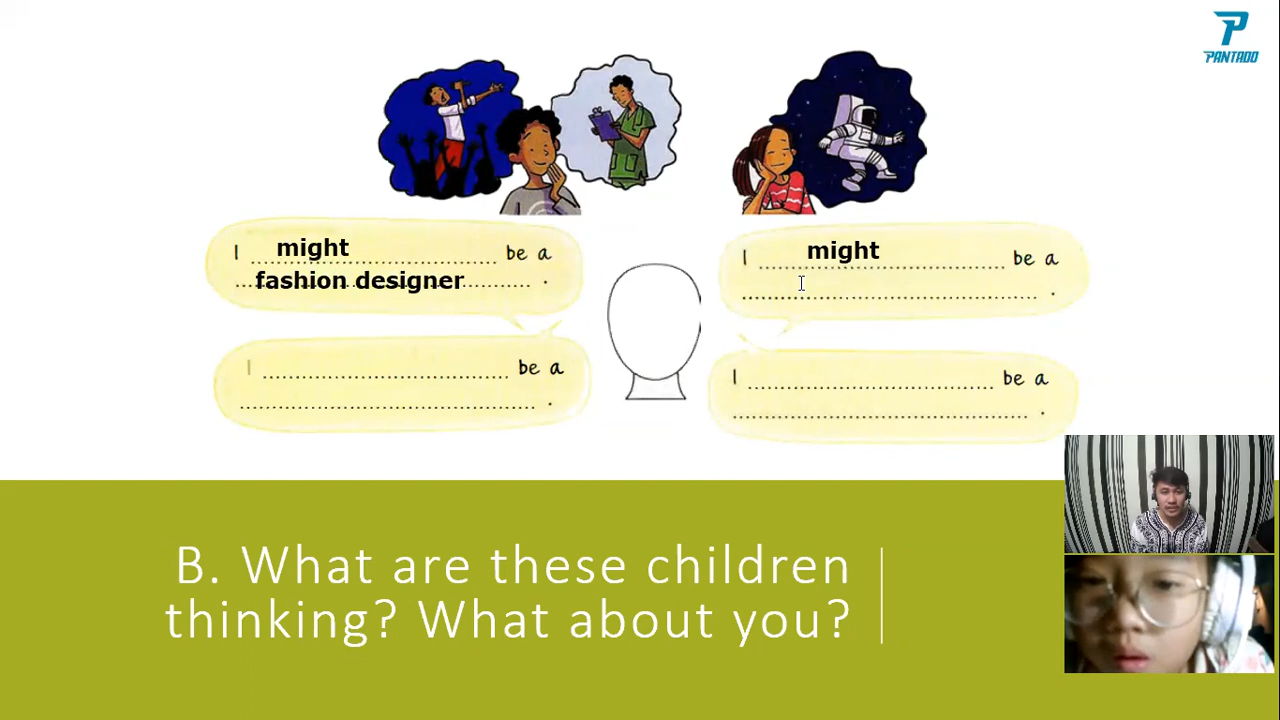 PANTADO
I might be a
fashion designer .
I might be a
.
I be a
.
I be a
.
B. What are these children
thinking? What about you?